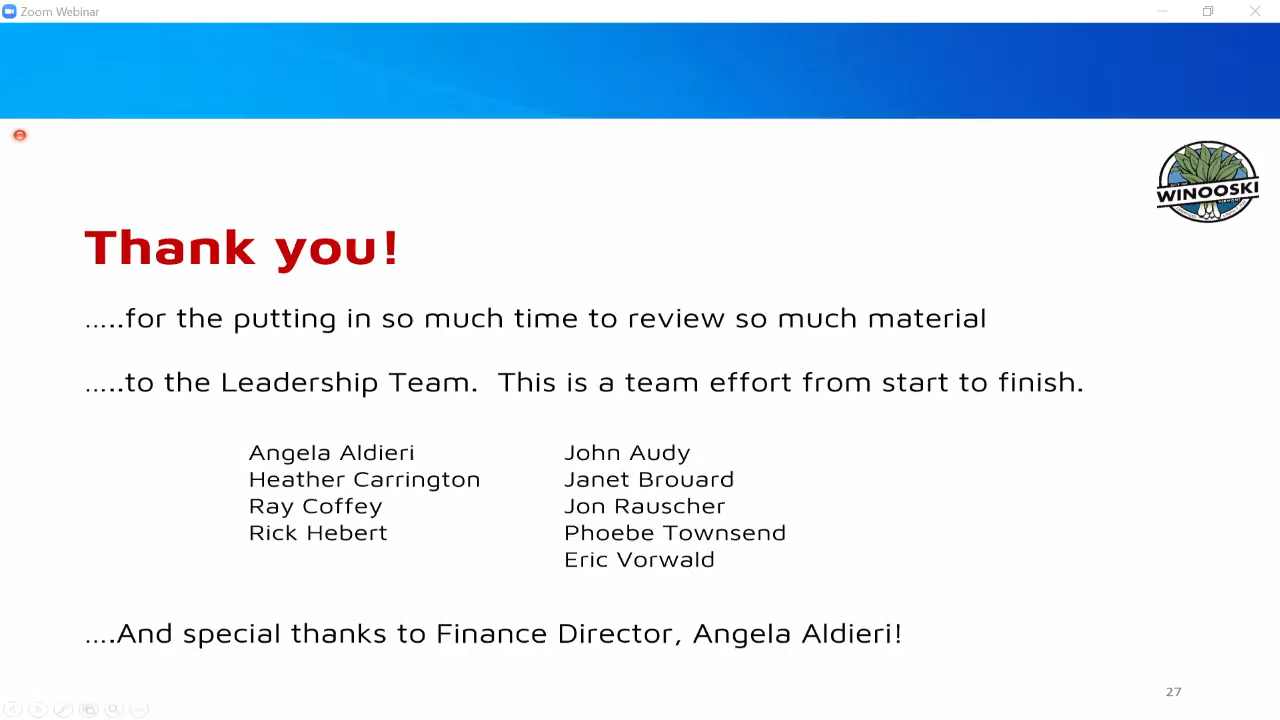 Zoom Webinar
WINOOSKI
VERMONT
Thank you!
.....for the putting in so much time to review so much material
.....to the Leadership Team.  This is a team effort from start to finish.
Angela Aldieri
Heather Carrington
Ray Coffey
Rick Hebert
John Audy
Janet Brouard
Jon Rauscher
Phoebe Townsend
Eric Vorwald
....And special thanks to Finance Director, Angela Aldieri!
27